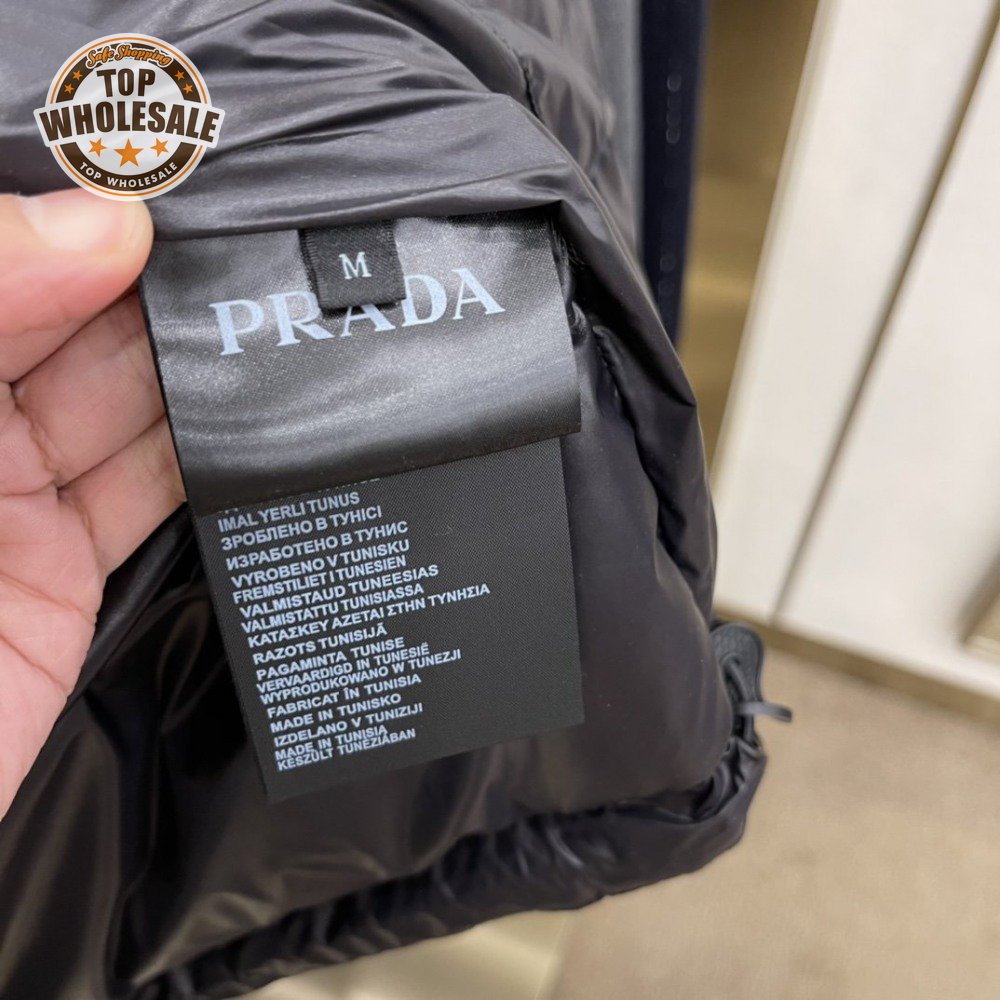 Safe Shopping
TOP
WHOLESALE
TOP WHOLESALE
M
PRADA
IMAL YERLI TUNUS
ЗРОБЛЕНО В ТУНІСІ
ИЗРАБОТЕНО В ТУНИС
VYROBENO V TUNISKU
FREMSTILIET I TUNESIEN
VALMISTAUD TUNEESIAS
VALMISTATTU TUNISIASSA
ΚΑΤΑΣΚΕΥ ΑΖΕΤΑΙ ΣΤΗΝ ΤΥΝΗΣΙΑ
RAZOTS TUNISIJĀ
PAGAMINTA TUNISE
VERVAARDIGD IN TUNESIË
WYPRODUKOWANO W TUNEZJI
FABRICAT ÎN TUNISIA
MADE IN TUNISKO
IZDELANO V TUNIZIJI
MADE IN TUNISIA
KÉSZÜLT TUNÉZIÁBAN